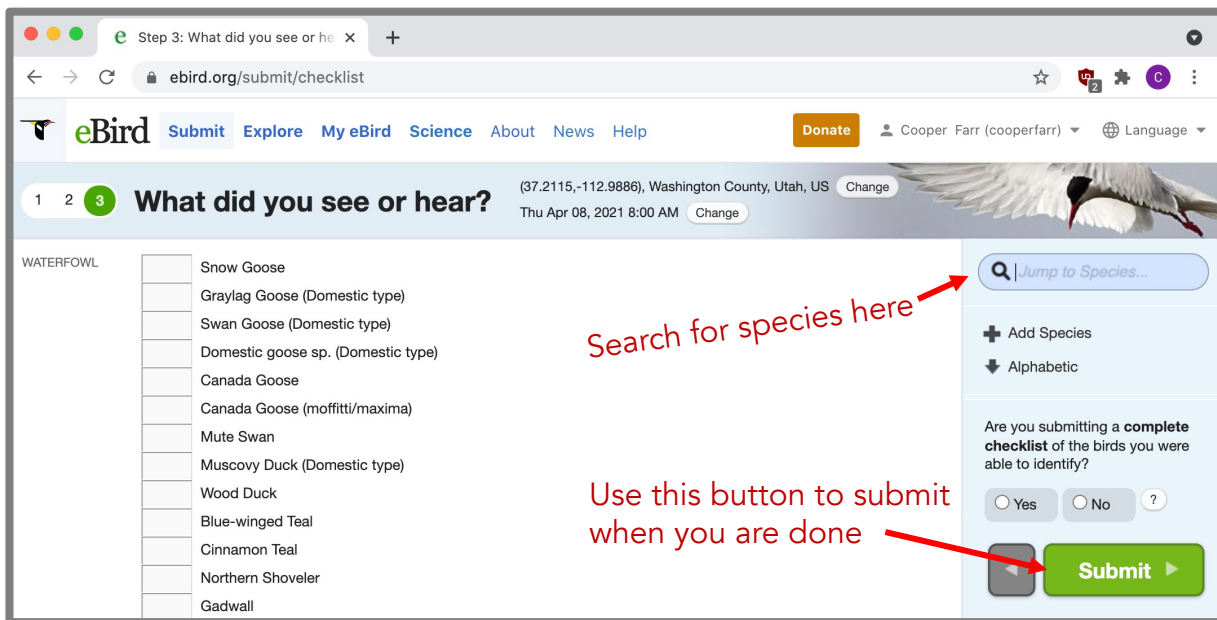 Step 3: What did you see or he
ebird.org/submit/checklist
2
C
eBird Submit Explore My eBird Science About News Help Donate Cooper Farr (cooperfarr) Language
1 2 3 What did you see or hear?
(37.2115,-112.9886), Washington County, Utah, US Change
Thu Apr 08, 2021 8:00 AM Change
WATERFOWL
Snow Goose
Graylag Goose (Domestic type)
Swan Goose (Domestic type)
Domestic goose sp. (Domestic type)
Canada Goose
Canada Goose (moffitti/maxima)
Mute Swan
Muscovy Duck (Domestic type)
Wood Duck
Blue-winged Teal
Cinnamon Teal
Northern Shoveler
Gadwall
Search for species here
Use this button to submit
when you are done
Jump to Species...
Add Species
Alphabetic
Are you submitting a complete
checklist of the birds you were
able to identify?
Yes No ?
Submit